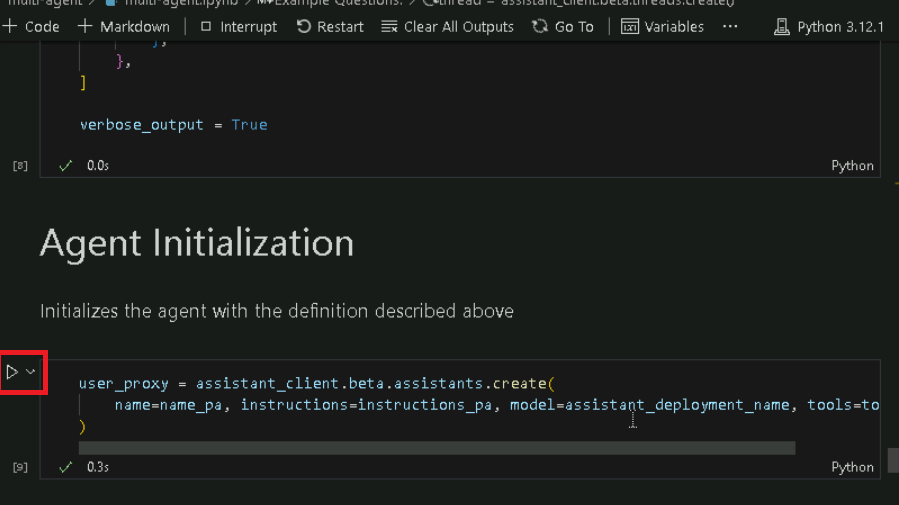 multi-agent > multi-agent.ipynb > M+Example Questions: > thread = assistant_client.beta.threads.create()
+ Code + Markdown | Interrupt Restart Clear All Outputs Go To | Variables ... Python 3.12.1
},
},
]
verbose_output = True
[8] 0.0s Python
Agent Initialization
Initializes the agent with the definition described above
user_proxy = assistant_client.beta.assistants.create(
name=name_pa, instructions=instructions_pa, model=assistant_deployment_name, tools=to
)
[9] 0.3s Python